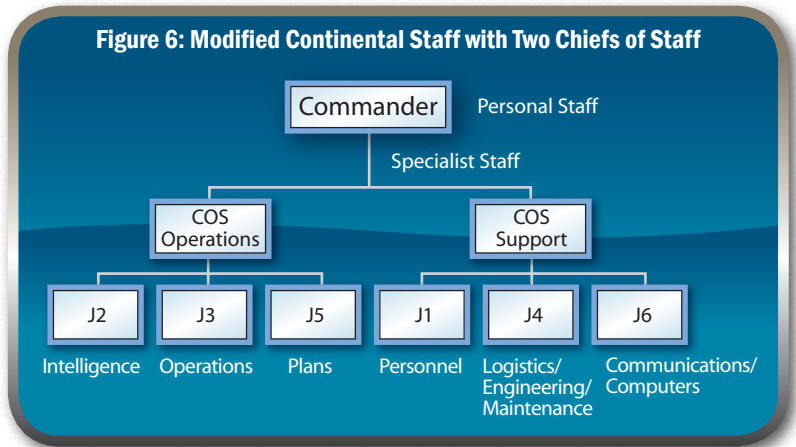 Figure 6: Modified Continental Staff with Two Chiefs of Staff
Commander
Personal Staff
Specialist Staff
COS
Operations
COS
Support
J2
J3
J5
J1
J4
J6
Intelligence
Operations
Plans
Personnel
Logistics/
Engineering/
Maintenance
Communications/
Computers